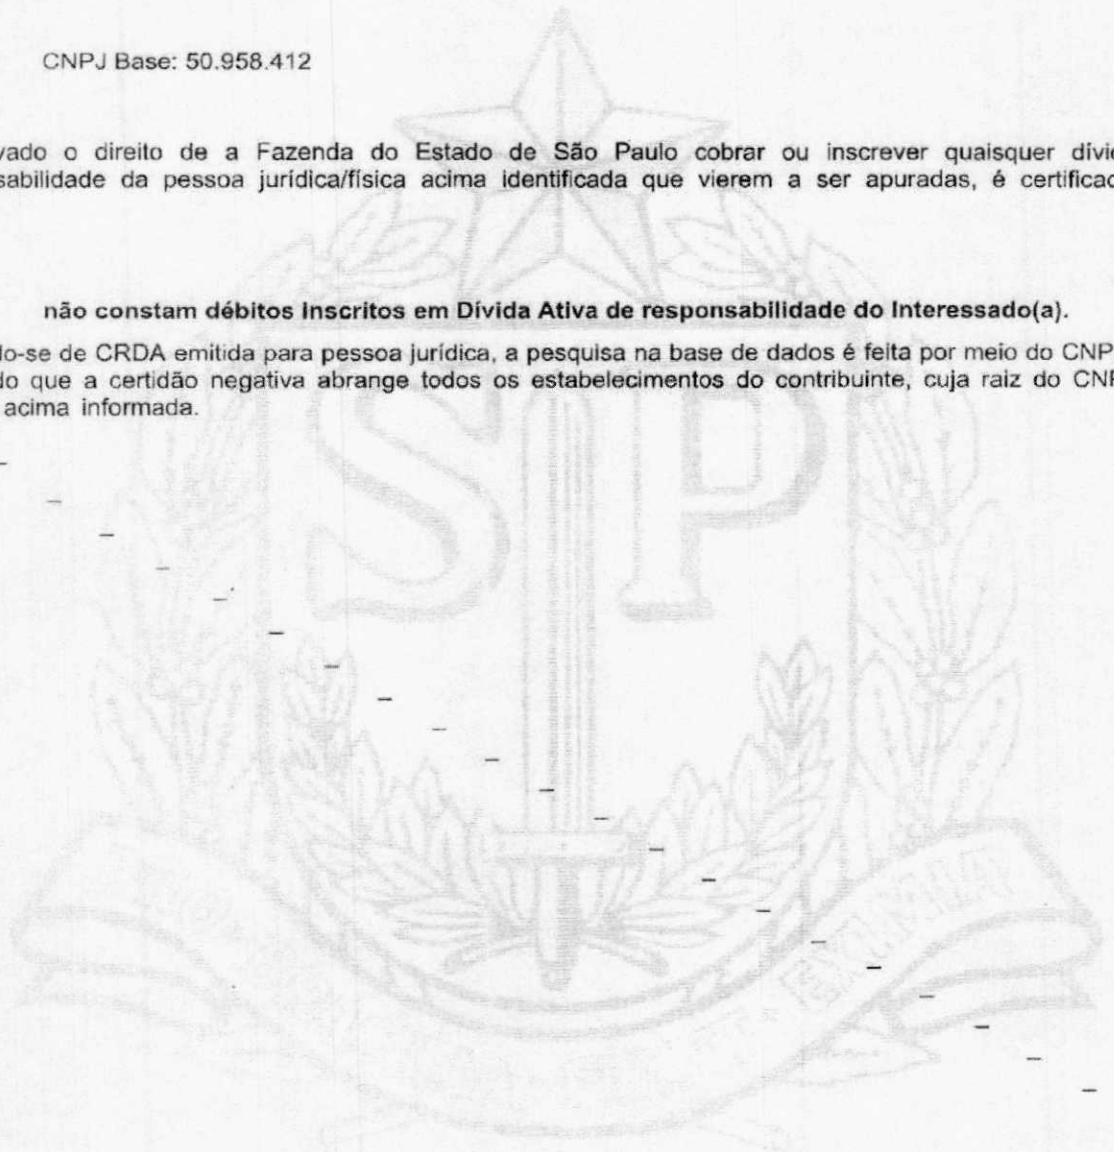 CNPJ Base: 50.958.412
vado o direito de a Fazenda do Estado de São Paulo cobrar ou inscrever quaisquer divid
sabilidade da pessoa jurídica/física acima identificada que vierem a ser apuradas, é certificad
não constam débitos inscritos em Dívida Ativa de responsabilidade do Interessado(a).
do-se de CRDA emitida para pessoa jurídica, a pesquisa na base de dados é feita por meio do CNP
do que a certidão negativa abrange todos os estabelecimentos do contribuinte, cuja raiz do CNP
acima informada.
SP